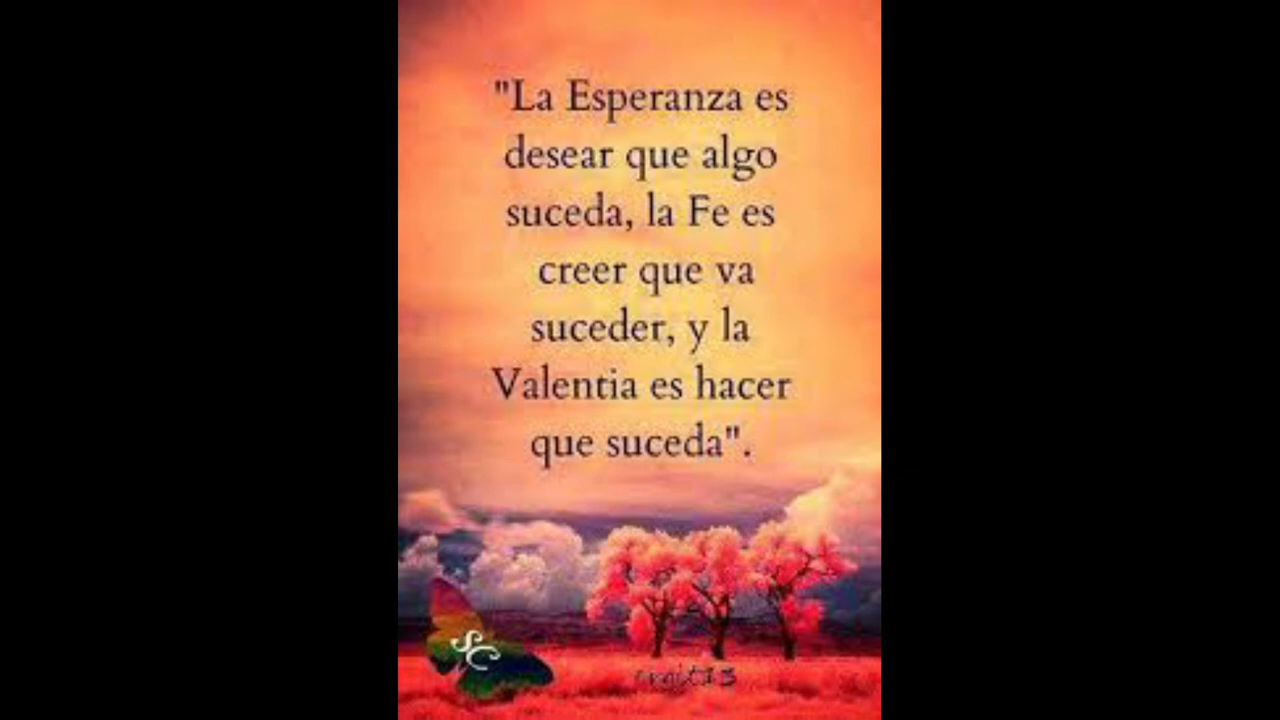 "La Esperanza es
desear que algo
suceda, la Fe es
creer que va
suceder, y la
Valentia es hacer
que suceda".
SC